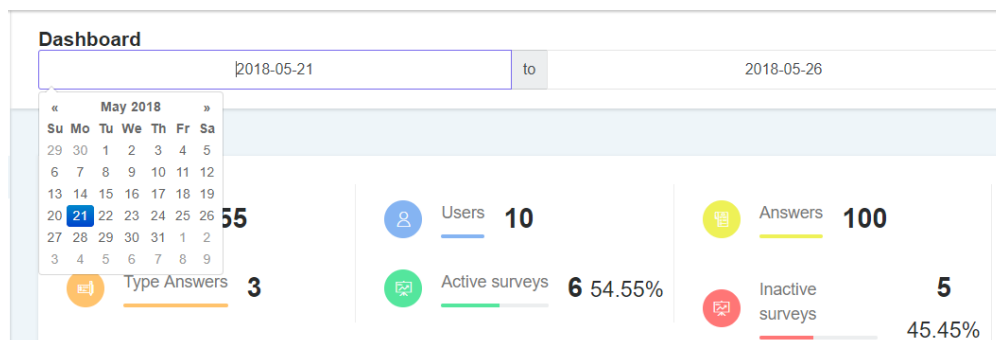 Dashboard
2018-05-21 to 2018-05-26
« May 2018 »
Su Mo Tu We Th Fr Sa
29 30 1 2 3 4 5
6 7 8 9 10 11 12
13 14 15 16 17 18 19
20 21 22 23 24 25 26
27 28 29 30 31 1 2
3 4 5 6 7 8 9
55
Users 10
Answers 100
Type Answers 3
Active surveys 6 54.55%
Inactive 5
surveys 45.45%